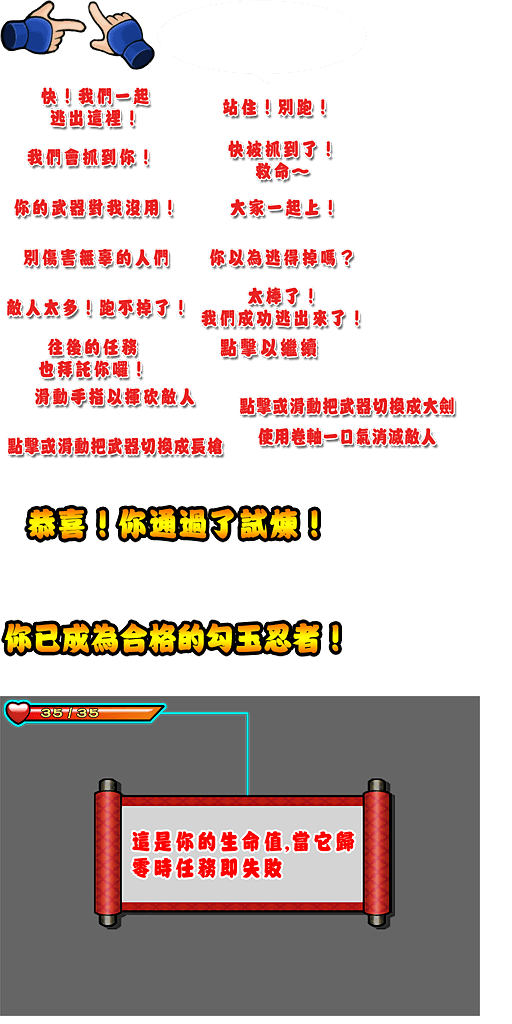 快！我們一起
逃出這裡！
站住！別跑！
我們會抓到你！
快被抓到了！
救命～
你的武器對我沒用！
大家一起上！
別傷害無辜的人們
你以為逃得掉嗎？
敵人太多！跑不掉了！
太棒了！
我們成功逃出來了！
往後的任務
也拜託你囉！
點擊以繼續
滑動手指以揮砍敵人
點擊或滑動把武器切換成大劍
點擊或滑動把武器切換成長槍
使用卷軸一口氣消滅敵人
恭喜！你通過了試煉！
你已成為合格的勾玉忍者！
35/35
這是你的生命值,當它歸
零時任務即失敗